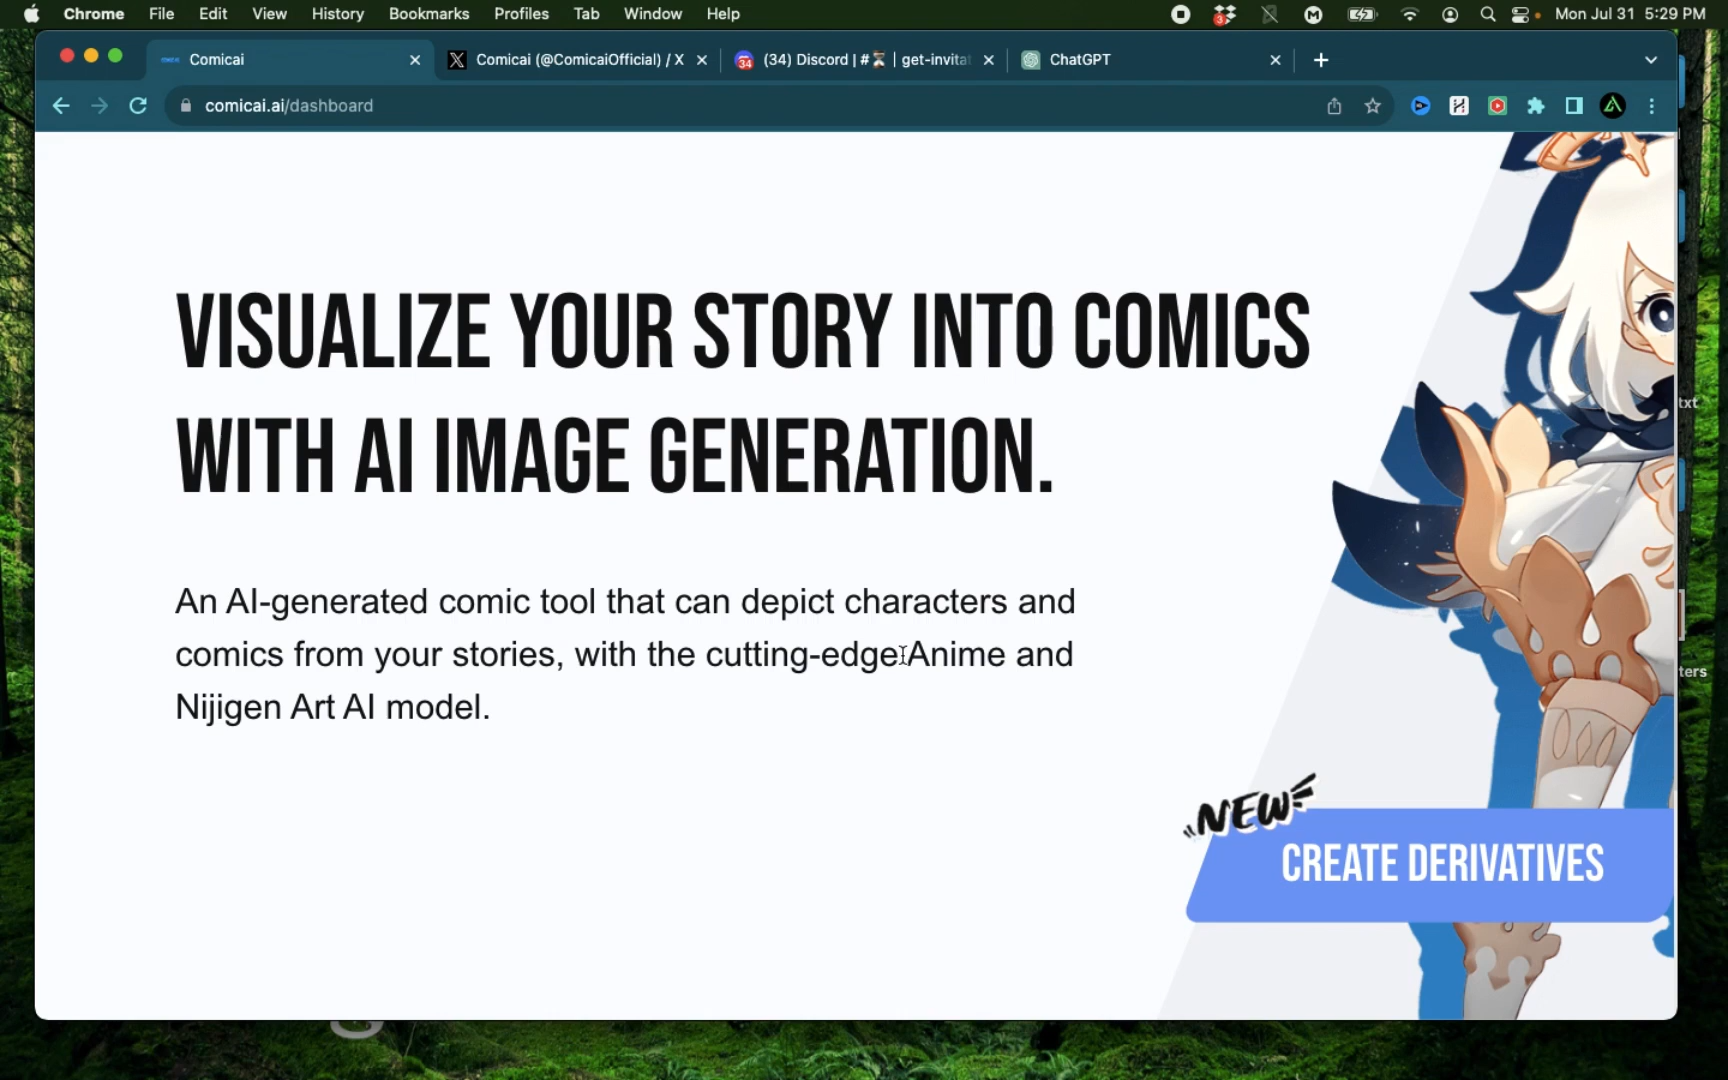 Chrome File Edit View History Bookmarks Profiles Tab Window Help 3 M Mon Jul 31 5:29 PM
Comicai Comicai (@ComicaiOfficial) / X 34 (34) Discord | #⌛ | get-invitat ChatGPT
comicai.ai/dashboard
VISUALIZE YOUR STORY INTO COMICS
WITH AI IMAGE GENERATION.
txt
An AI-generated comic tool that can depict characters and
comics from your stories, with the cutting-edge Anime and
ters
Nijigen Art AI model.
NEW
CREATE DERIVATIVES